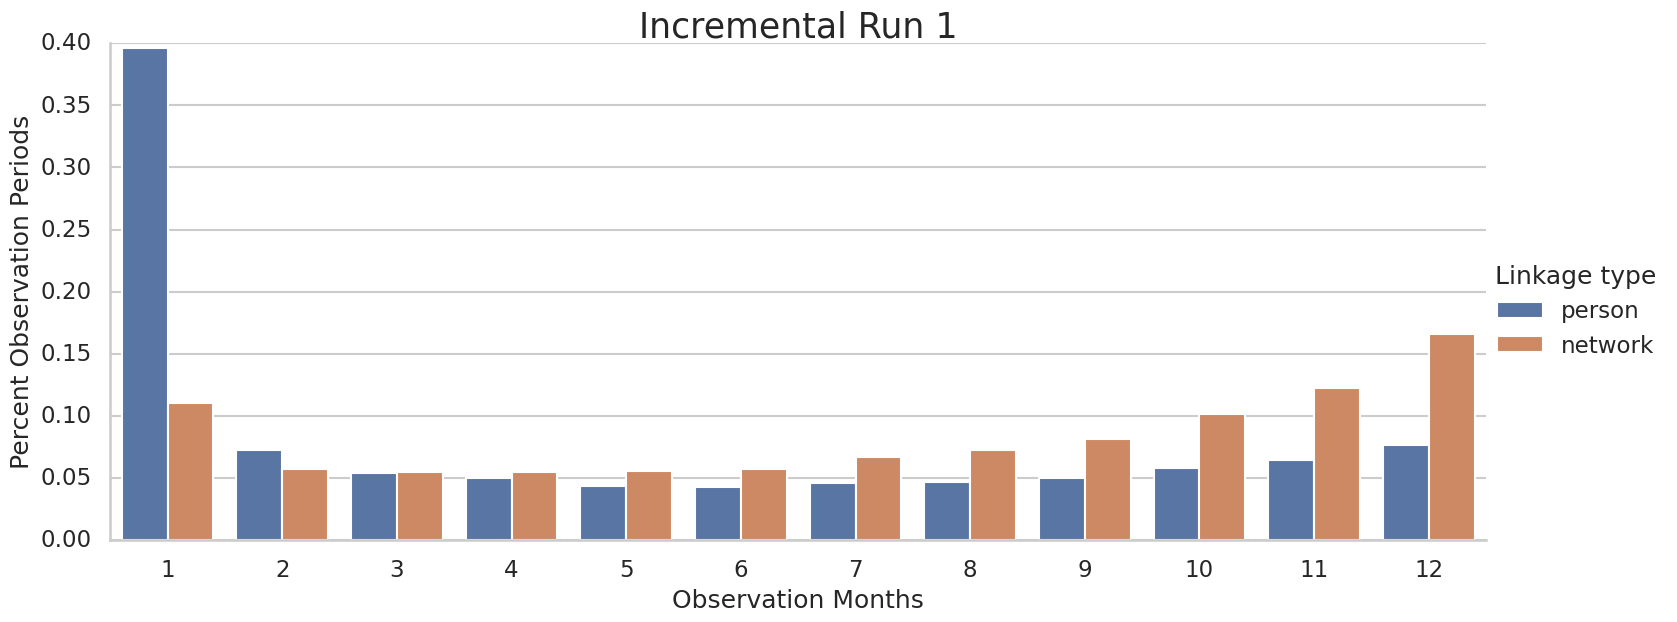 Incremental Run 1
0.40
0.35
0.30
0.25
0.20
0.15
0.10
0.05
0.00
Percent Observation Periods
1 2 3 4 5 6 7 8 9 10 11 12
Observation Months
Linkage type
person
network